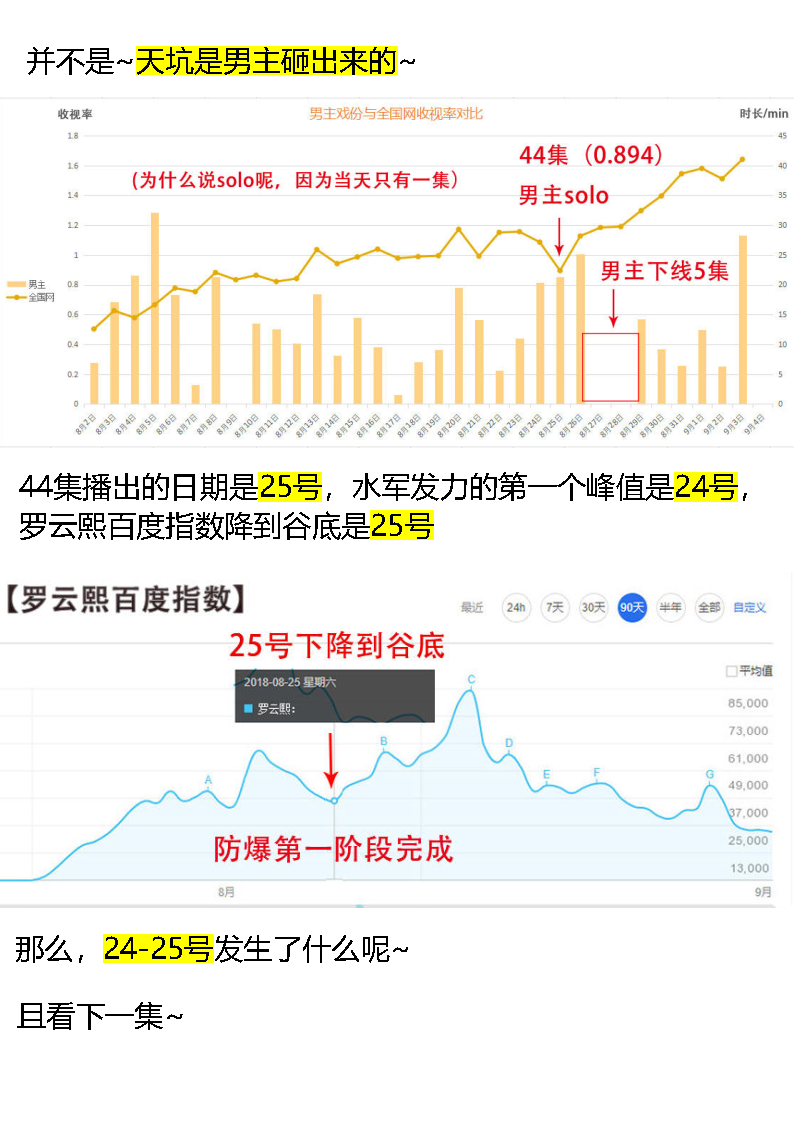 并不是~天坑是男主砸出来的~
收视率
男主戏份与全国网收视率对比
时长/min
1.8
1.6
1.4
1.2
1
0.8
0.6
0.4
0.2
0
45
40
35
30
25
20
15
10
5
0
(为什么说solo呢，因为当天只有一集)
44集（0.894）
男主solo
男主下线5集
男主
全国网
8月2日
8月3日
8月4日
8月5日
8月6日
8月7日
8月8日
8月9日
8月10日
8月11日
8月12日
8月13日
8月14日
8月15日
8月16日
8月17日
8月18日
8月19日
8月20日
8月21日
8月22日
8月23日
8月24日
8月25日
8月26日
8月27日
8月28日
8月29日
8月30日
8月31日
9月1日
9月2日
9月3日
9月4日
44集播出的日期是25号，水军发力的第一个峰值是24号，
罗云熙百度指数降到谷底是25号
【罗云熙百度指数】
最近 24h 7天 30天 90天 半年 全部 自定义
25号下降到谷底
平均值
2018-08-25 星期六
罗云熙:
A
B
C
D
E
F
G
85,000
73,000
61,000
49,000
37,000
25,000
13,000
防爆第一阶段完成
8月
9月
那么，24-25号发生了什么呢~
且看下一集~